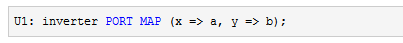 U1: inverter PORT MAP (x => a, y => b);